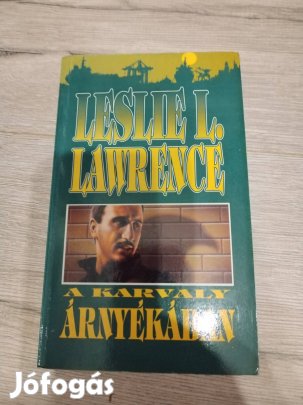 LESLIE L.
LAWRENCE
A KARVALY
ÁRNYÉKÁBAN
Jófogás